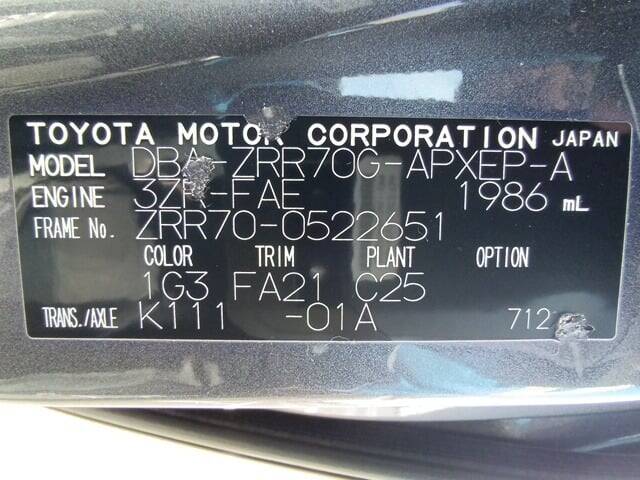 TOYOTA MOTOR CORPORATION JAPAN
MODEL DBA-ZRR70G-APXEP-A
ENGINE 3ZR-FAE 1986 mL
FRAME No. ZRR70-0522651
COLOR TRIM PLANT OPTION
1G3 FA21 C25
TRANS./AXLE K111 -01A 712